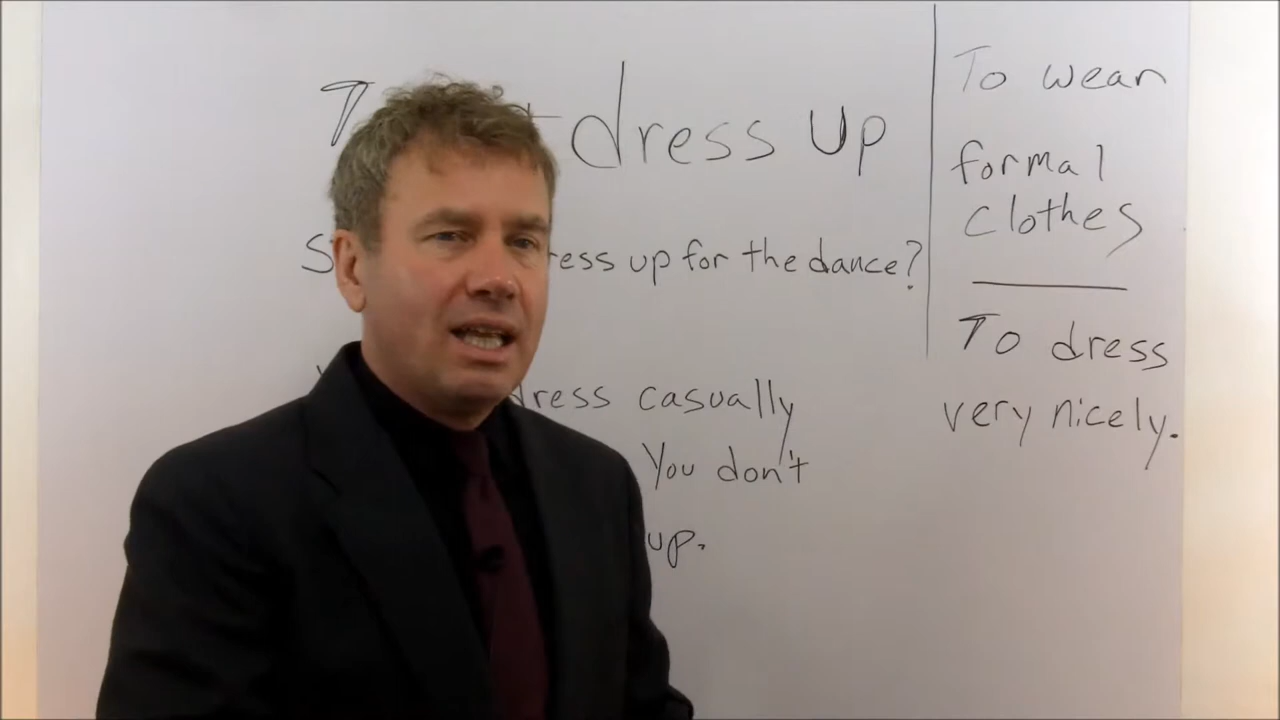 dress up
up for the dance?
dress casually
You don't
up.
To wear
formal
clothes
To dress
very nicely.